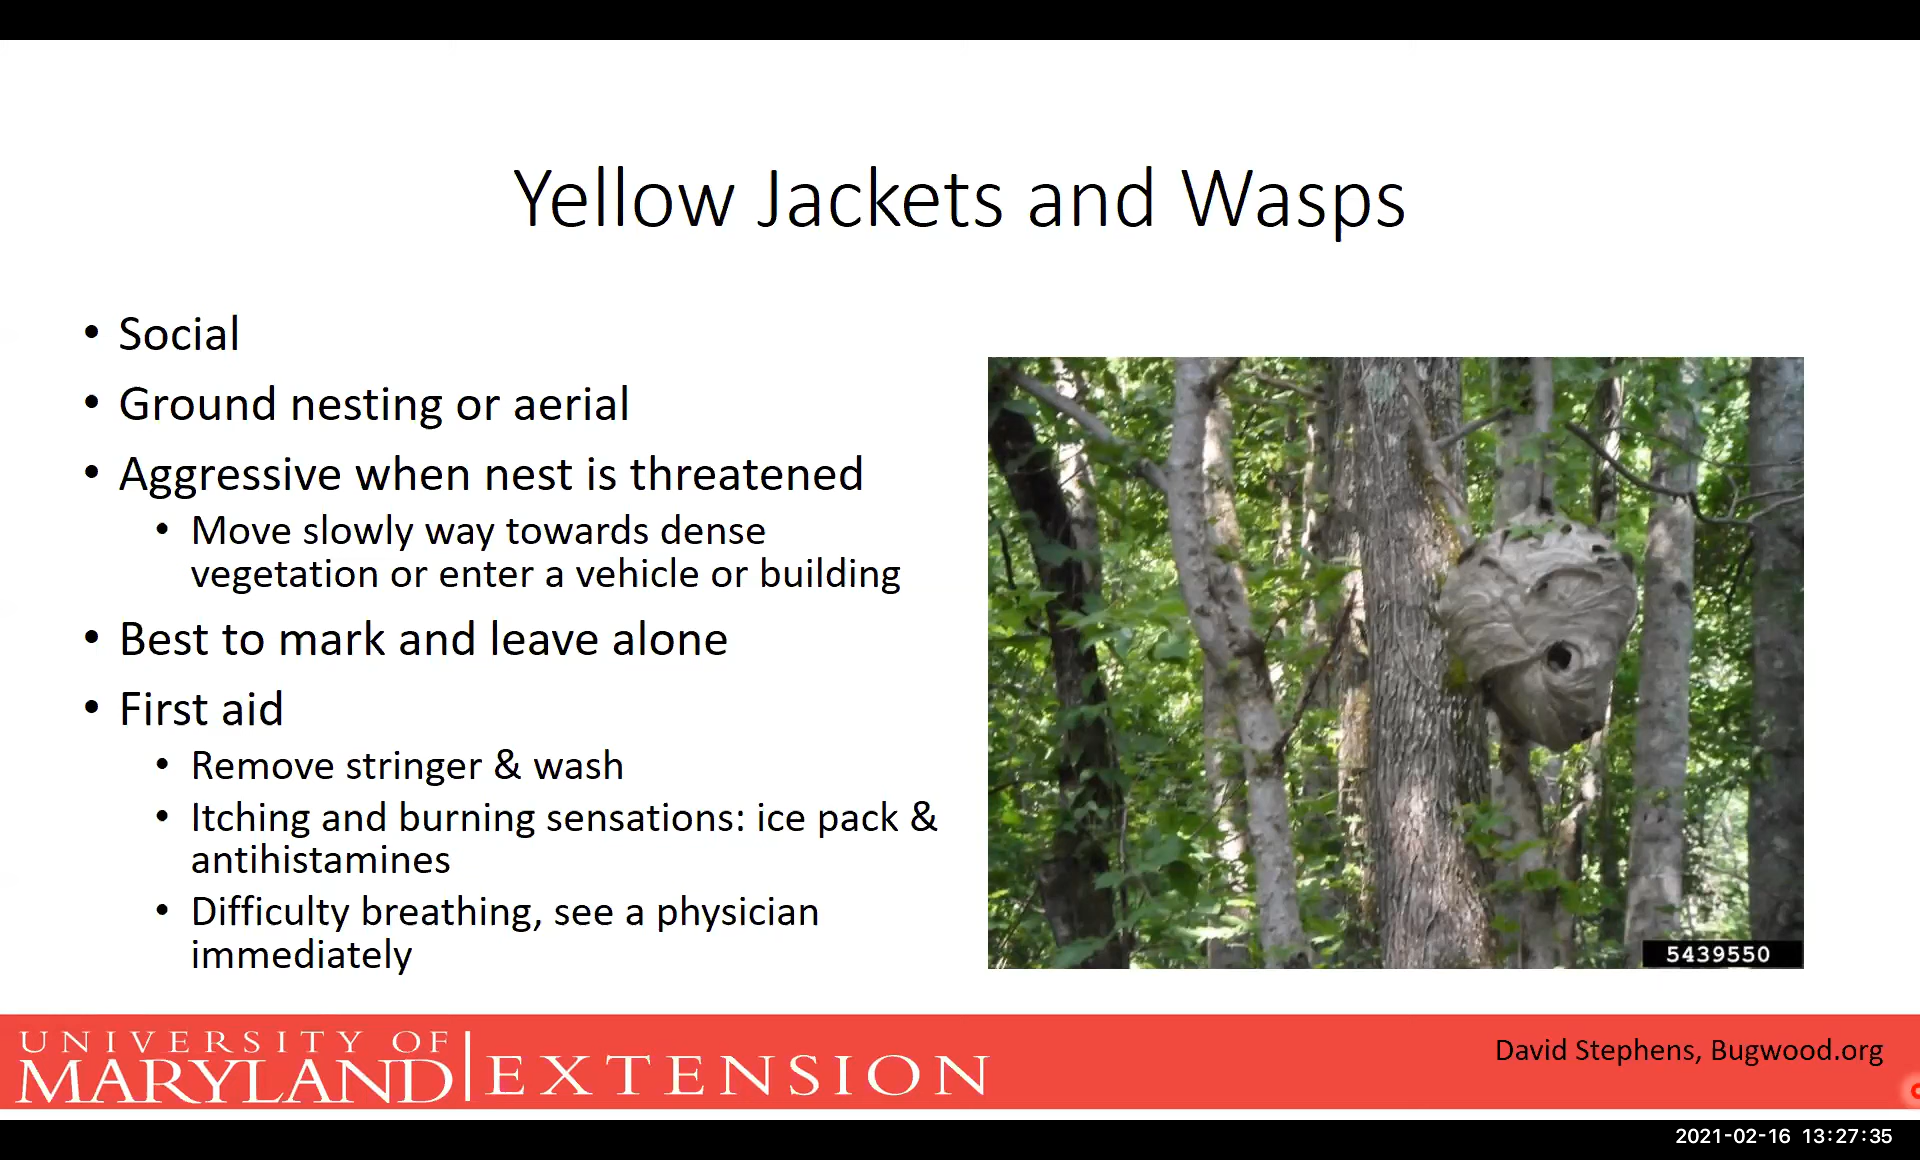 Yellow Jackets and Wasps
• Social
• Ground nesting or aerial
• Aggressive when nest is threatened
• Move slowly way towards dense
vegetation or enter a vehicle or building
• Best to mark and leave alone
• First aid
• Remove stringer & wash
• Itching and burning sensations: ice pack &
antihistamines
• Difficulty breathing, see a physician
immediately
5439550
UNIVERSITY OF
MARYLAND
EXTENSION
David Stephens, Bugwood.org
2021-02-16 13:27:35